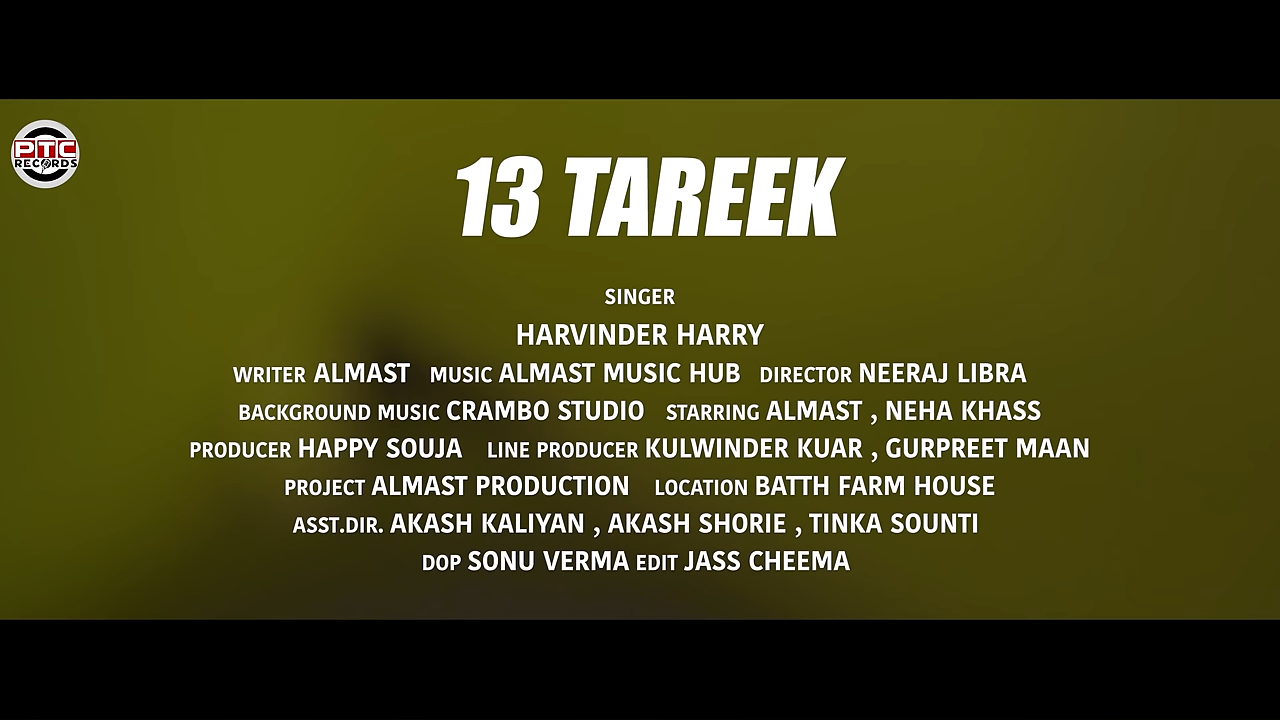 PTC
RECORDS
13 TAREEK
SINGER
HARVINDER HARRY
WRITER ALMAST MUSIC ALMAST MUSIC HUB DIRECTOR NEERAJ LIBRA
BACKGROUND MUSIC CRAMBO STUDIO STARRING ALMAST , NEHA KHASS
PRODUCER HAPPY SOUJA LINE PRODUCER KULWINDER KUAR , GURPREET MAAN
PROJECT ALMAST PRODUCTION LOCATION BATTH FARM HOUSE
ASST.DIR. AKASH KALIYAN , AKASH SHORIE , TINKA SOUNTI
DOP SONU VERMA EDIT JASS CHEEMA